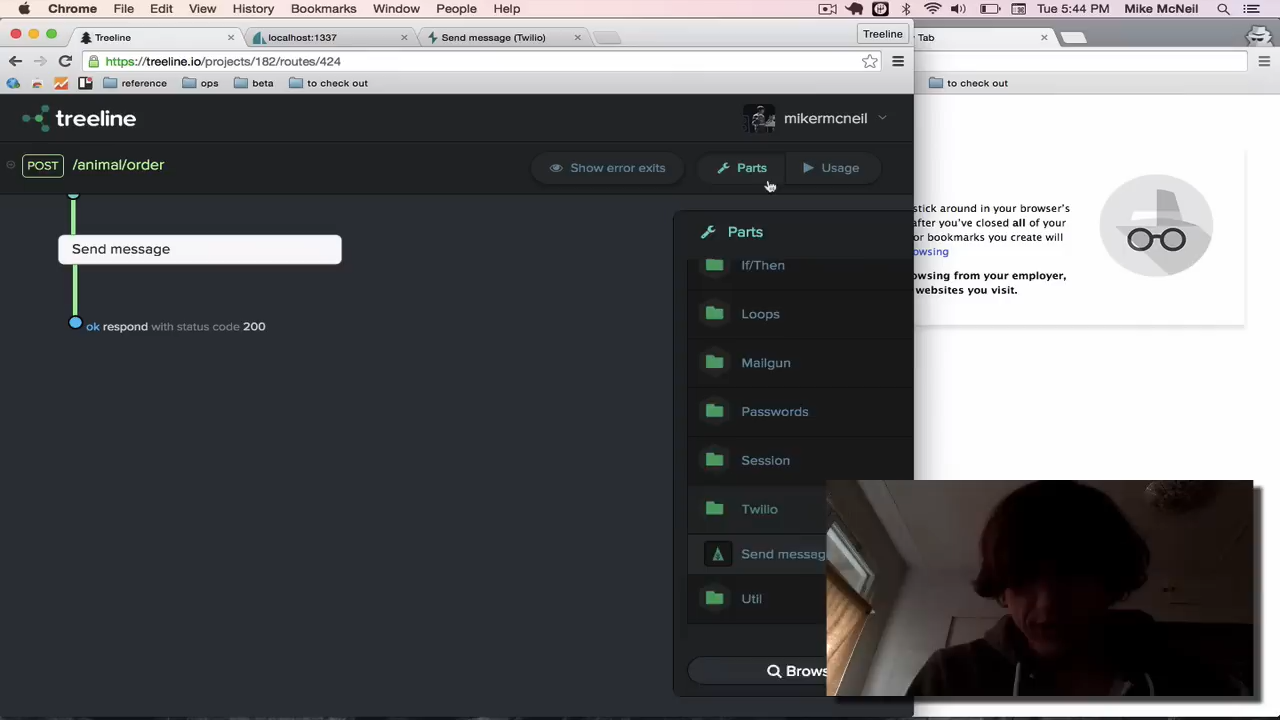 Chrome File Edit View History Bookmarks Window People Help Tue 5:44 PM Mike McNeil
Treeline localhost:1337 Send message (Twilio) Treeline Tab
https://treeline.io/projects/182/routes/424
reference ops beta to check out to check out
treeline mikermcneil
POST /animal/order Show error exits Parts Usage
Send message
ok respond with status code 200
Parts
If/Then
Loops
Mailgun
Passwords
Session
Twilio
Send messag
Util
Brows
stick around in your browser's
after you've closed all of your
or bookmarks you create will
owsing
owsing from your employer,
websites you visit.